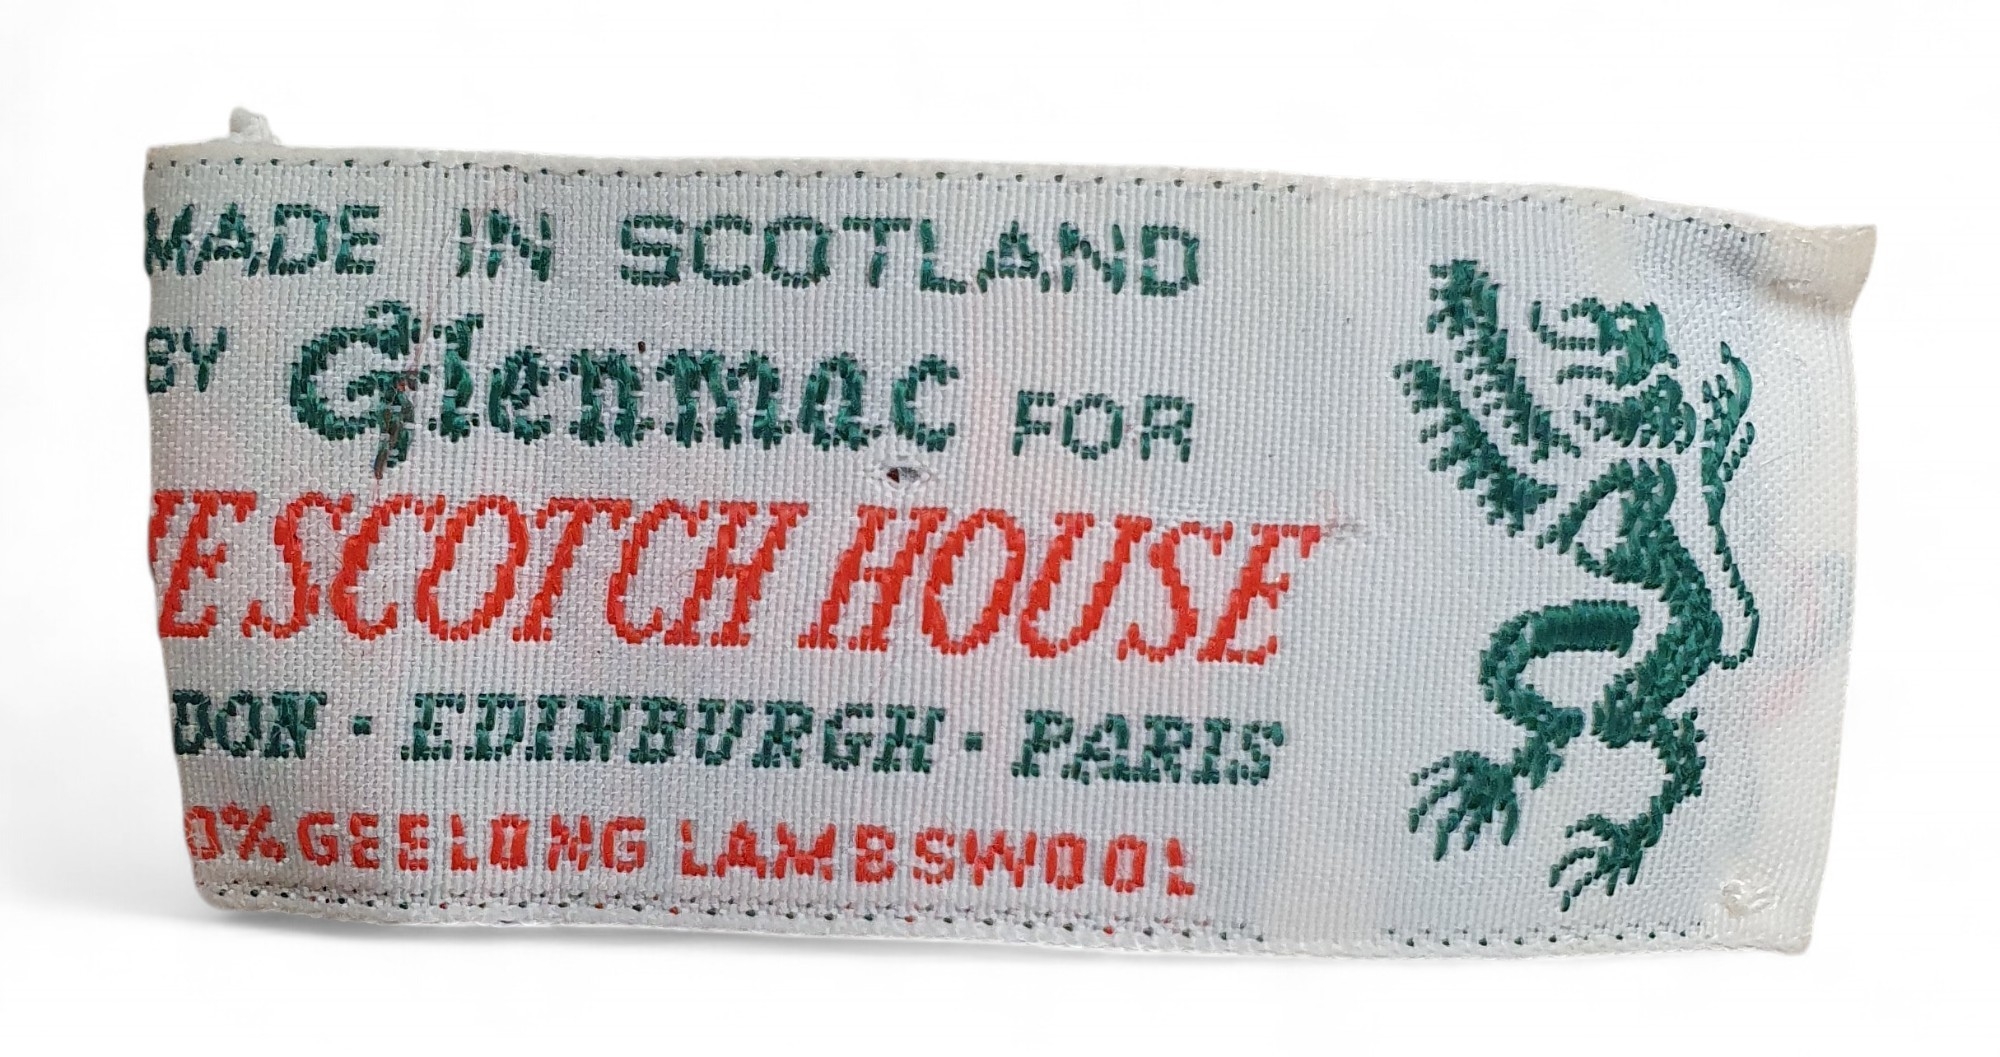 MADE IN SCOTLAND
BY Glenmac FOR
E SCOTCH HOUSE
DON · EDINBURGH · PARIS
0% GEELONG LAMBSWOOL